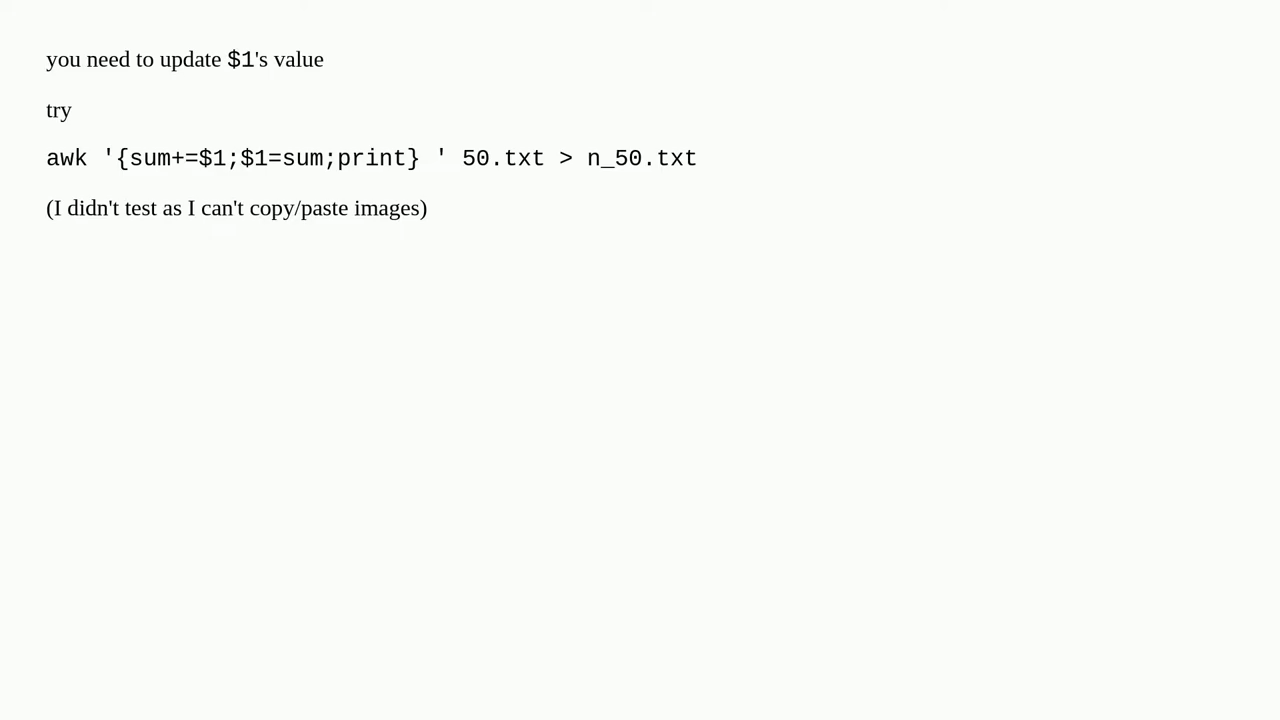 you need to update $1's value
try
awk '{sum+=$1;$1=sum;print} ' 50.txt > n_50.txt
(I didn't test as I can't copy/paste images)